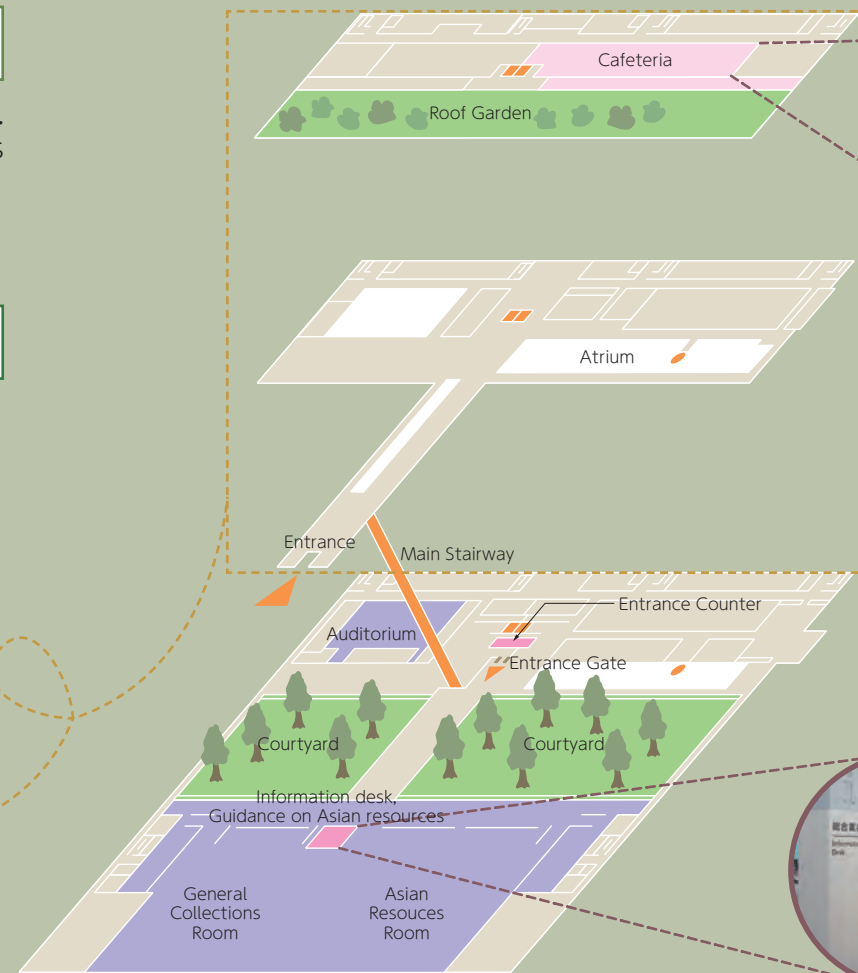 Cafeteria
Roof Garden
Atrium
Entrance
Main Stairway
Entrance Counter
Auditorium
Entrance Gate
Courtyard
Courtyard
Information desk,
Guidance on Asian resources
General
Collections
Room
Asian
Resouces
Room